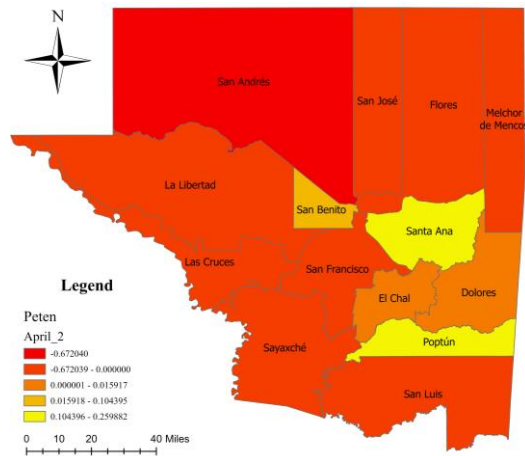 N
San Andrés
San José
Flores
Melchor
de Mencos
La Libertad
San Benito
Santa Ana
Las Cruces
San Francisco
El Chal
Dolores
Sayaxché
Poptún
San Luis
Legend
Peten
April_2
-0.672040
-0.672039 - 0.000000
0.000001 - 0.015917
0.015918 - 0.104395
0.104396 - 0.259882
0 5 10 20 30 40 Miles